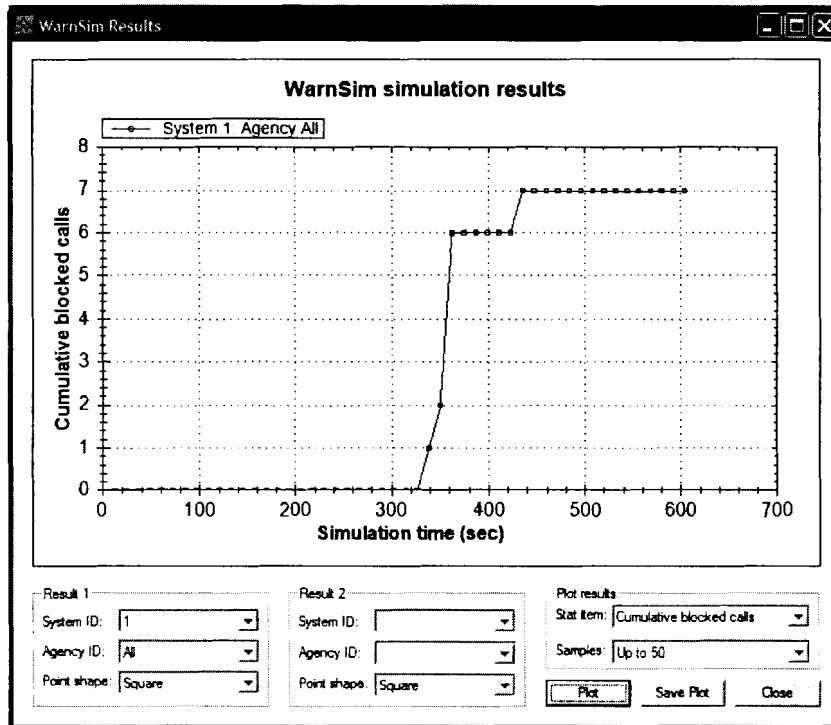 WarnSim Results
WarnSim simulation results
System 1: Agency All
Cumulative blocked calls
8
7
6
5
4
3
2
1
0
0 100 200 300 400 500 600 700
Simulation time (sec)
Result 1
System ID: 1
Agency ID: All
Point shape: Square
Result 2
System ID:
Agency ID:
Point shape: Square
Plot results
Stat item: Cumulative blocked calls
Samples: Up to 50
Plot Save Plot Close